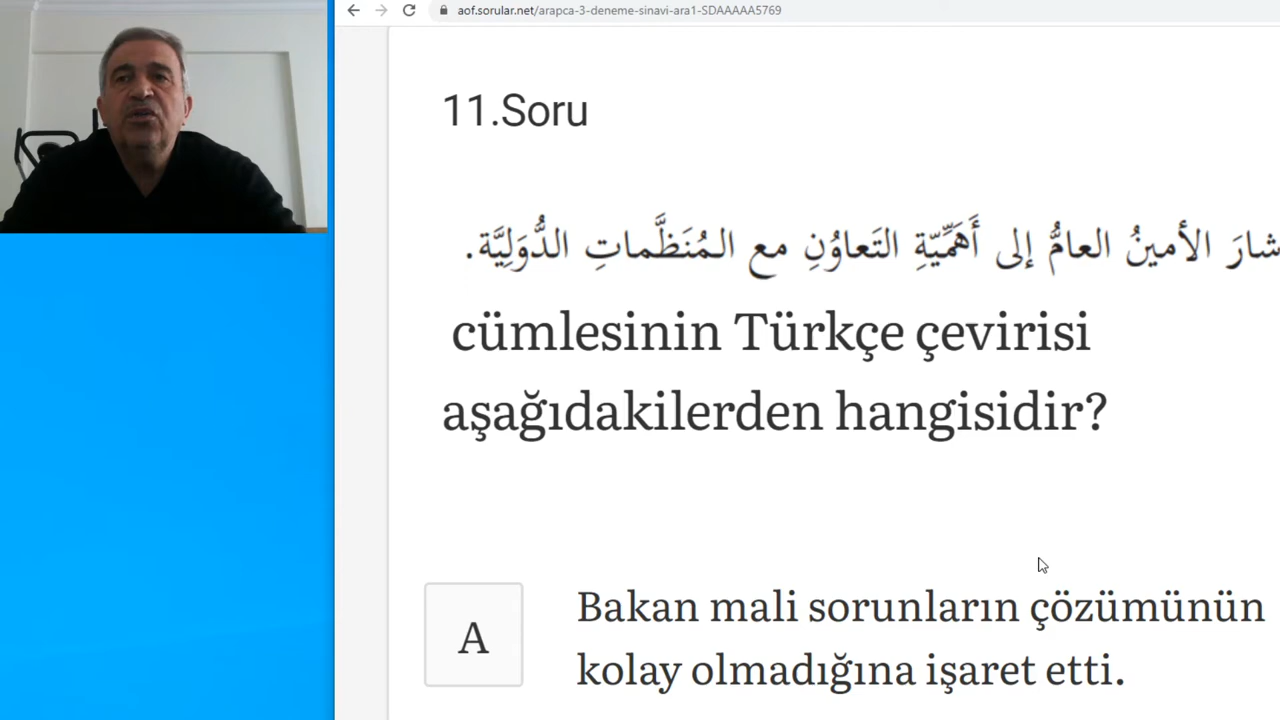 aof.sorular.net/arapca-3-deneme-sinavi-ara1-SDAAAAA5769
11.Soru
شارَ الأمينُ العامُّ إلى أَهَمِّيّةِ التَعاوُنِ مع المُنَظَّماتِ الدُّوَلِيَّة.
cümlesinin Türkçe çevirisi
aşağıdakilerden hangisidir?
A
Bakan mali sorunların çözümünün
kolay olmadığına işaret etti.